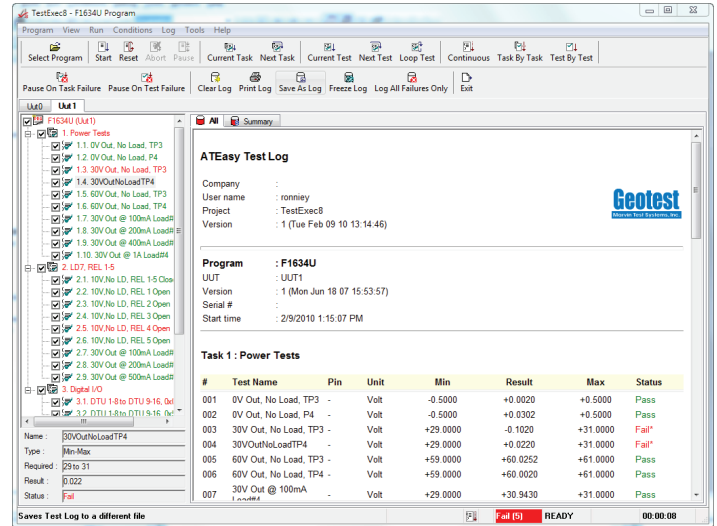 TestExec8 - F1634U Program
Program View Run Conditions Log Tools Help
Select Program Start Reset Abort Pause Current Task Next Task Current Test Next Test Loop Test Continuous Task By Task Test By Test
Pause On Task Failure Pause On Test Failure Clear Log Print Log Save As Log Freeze Log Log All Failures Only Exit
Uut0 Uut1
F1634U (Uut1)
1. Power Tests
1.1. 0V Out, No Load, TP3
1.2. 0V Out, No Load, P4
1.3. 30V Out, No Load, TP3
1.4. 30VOutNoLoadTP4
1.5. 60V Out, No Load, TP3
1.6. 60V Out, No Load, TP4
1.7. 30V Out @ 100mA Load#
1.8. 30V Out @ 200mA Load#
1.9. 30V Out @ 400mA Load#
1.10. 30V Out @ 1A Load#4
2. LD7, REL 1-5
2.1. 10V,No LD, REL 1-5 Clos
2.2. 10V,No LD, REL 1 Open
2.3. 10V,No LD, REL 2 Open
2.4. 10V,No LD, REL 3 Open
2.5. 10V,No LD, REL 4 Open
2.6. 10V,No LD, REL 5 Open
2.7. 30V Out @ 100mA Load#
2.8. 30V Out @ 200mA Load#
2.9. 30V Out @ 500mA Load#
3. Digital I/O
3.1. DTU 1-8 to DTU 9-16, 0x
3.2. DTU 1-8 to DTU 9-16, 0x
Name : 30VOutNoLoadTP4
Type : Min-Max
Required : 29 to 31
Result : 0.022
Status : Fail
All Summary
ATEasy Test Log
Company :
User name : ronniey
Project : TestExec8
Version : 1 (Tue Feb 09 10 13:14:46)
Geotest
Marvin Test Systems, Inc.
Program : F1634U
UUT : UUT1
Version : 1 (Mon Jun 18 07 15:53:57)
Serial # :
Start time : 2/9/2010 1:15:07 PM
Task 1 : Power Tests
# Test Name Pin Unit Min Result Max Status
001 0V Out, No Load, TP3 - Volt -0.5000 +0.0020 +0.5000 Pass
002 0V Out, No Load, P4 - Volt -0.5000 +0.0302 +0.5000 Pass
003 30V Out, No Load, TP3 - Volt +29.0000 -0.1020 +31.0000 Fail*
004 30VOutNoLoadTP4 - Volt +29.0000 +0.0220 +31.0000 Fail*
005 60V Out, No Load, TP3 - Volt +59.0000 +60.0252 +61.0000 Pass
006 60V Out, No Load, TP4 - Volt +59.0000 +60.0020 +61.0000 Pass
007 30V Out @ 100mA Load#4 - Volt +29.0000 +30.9430 +31.0000 Pass
Saves Test Log to a different file Fail (5) READY 00:00:08